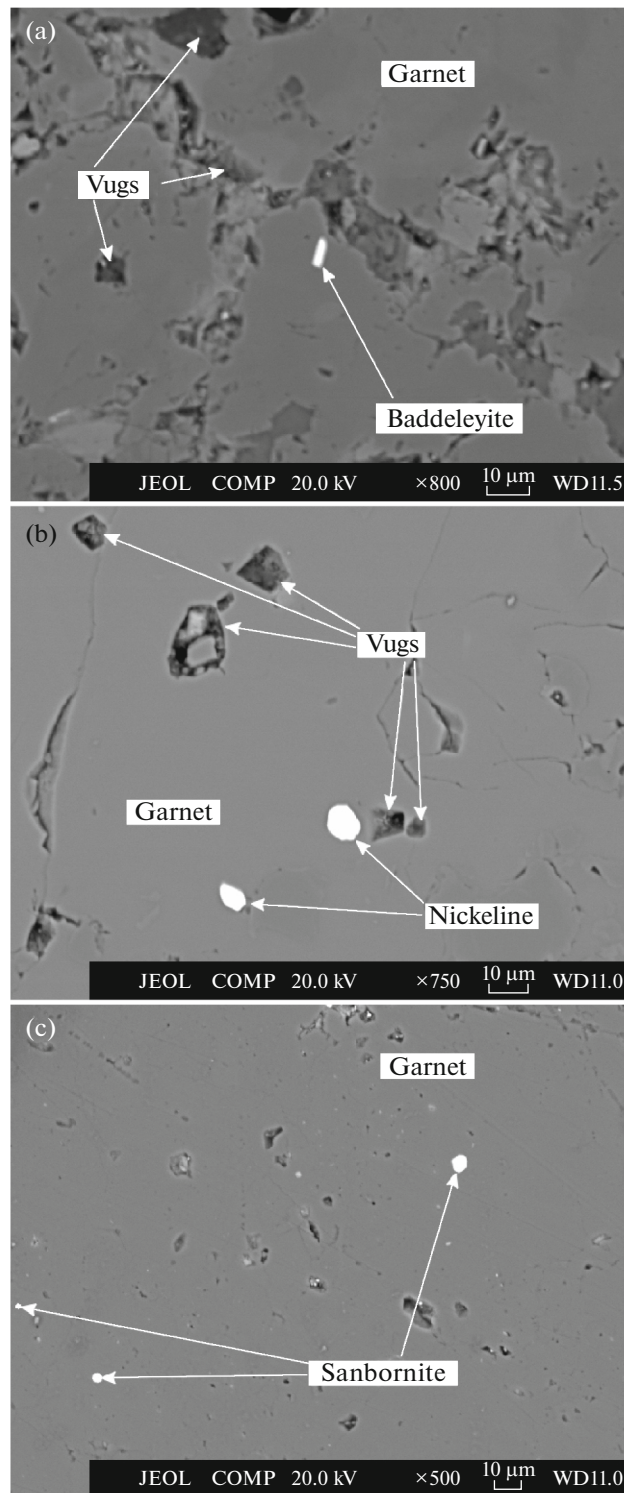 (a)
Garnet
Vugs
Baddeleyite
JEOL COMP 20.0 kV ×800 10 μm WD11.5
(b)
Vugs
Garnet
Nickeline
JEOL COMP 20.0 kV ×750 10 μm WD11.0
(c)
Garnet
Sanbornite
JEOL COMP 20.0 kV ×500 10 μm WD11.0